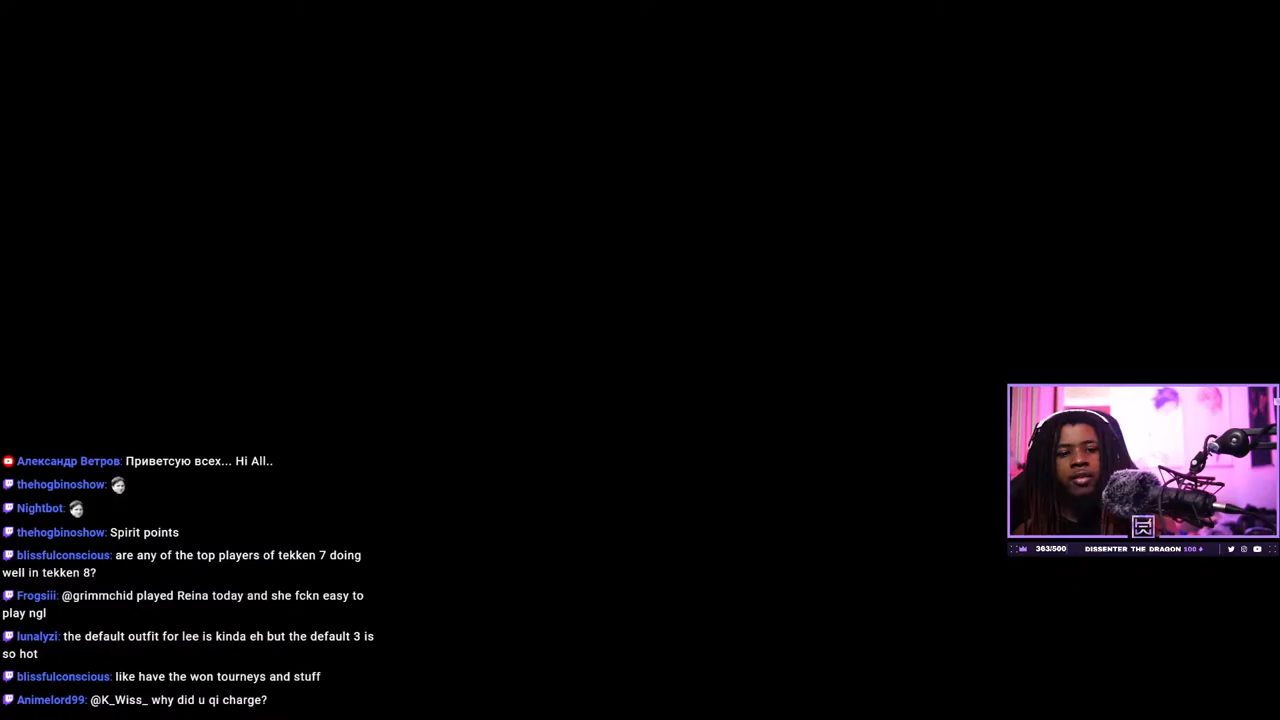 Александр Ветров: Приветсую всех... Hi All..
thehogbinoshow:
Nightbot:
thehogbinoshow: Spirit points
blissfulconscious: are any of the top players of tekken 7 doing
well in tekken 8?
Frogsiii: @grimmchid played Reina today and she fckn easy to
play ngl
lunalyzi: the default outfit for lee is kinda eh but the default 3 is
so hot
blissfulconscious: like have the won tourneys and stuff
Animelord99: @K_Wiss_ why did u qi charge?
363/500 DISSENTER THE DRAGON 100